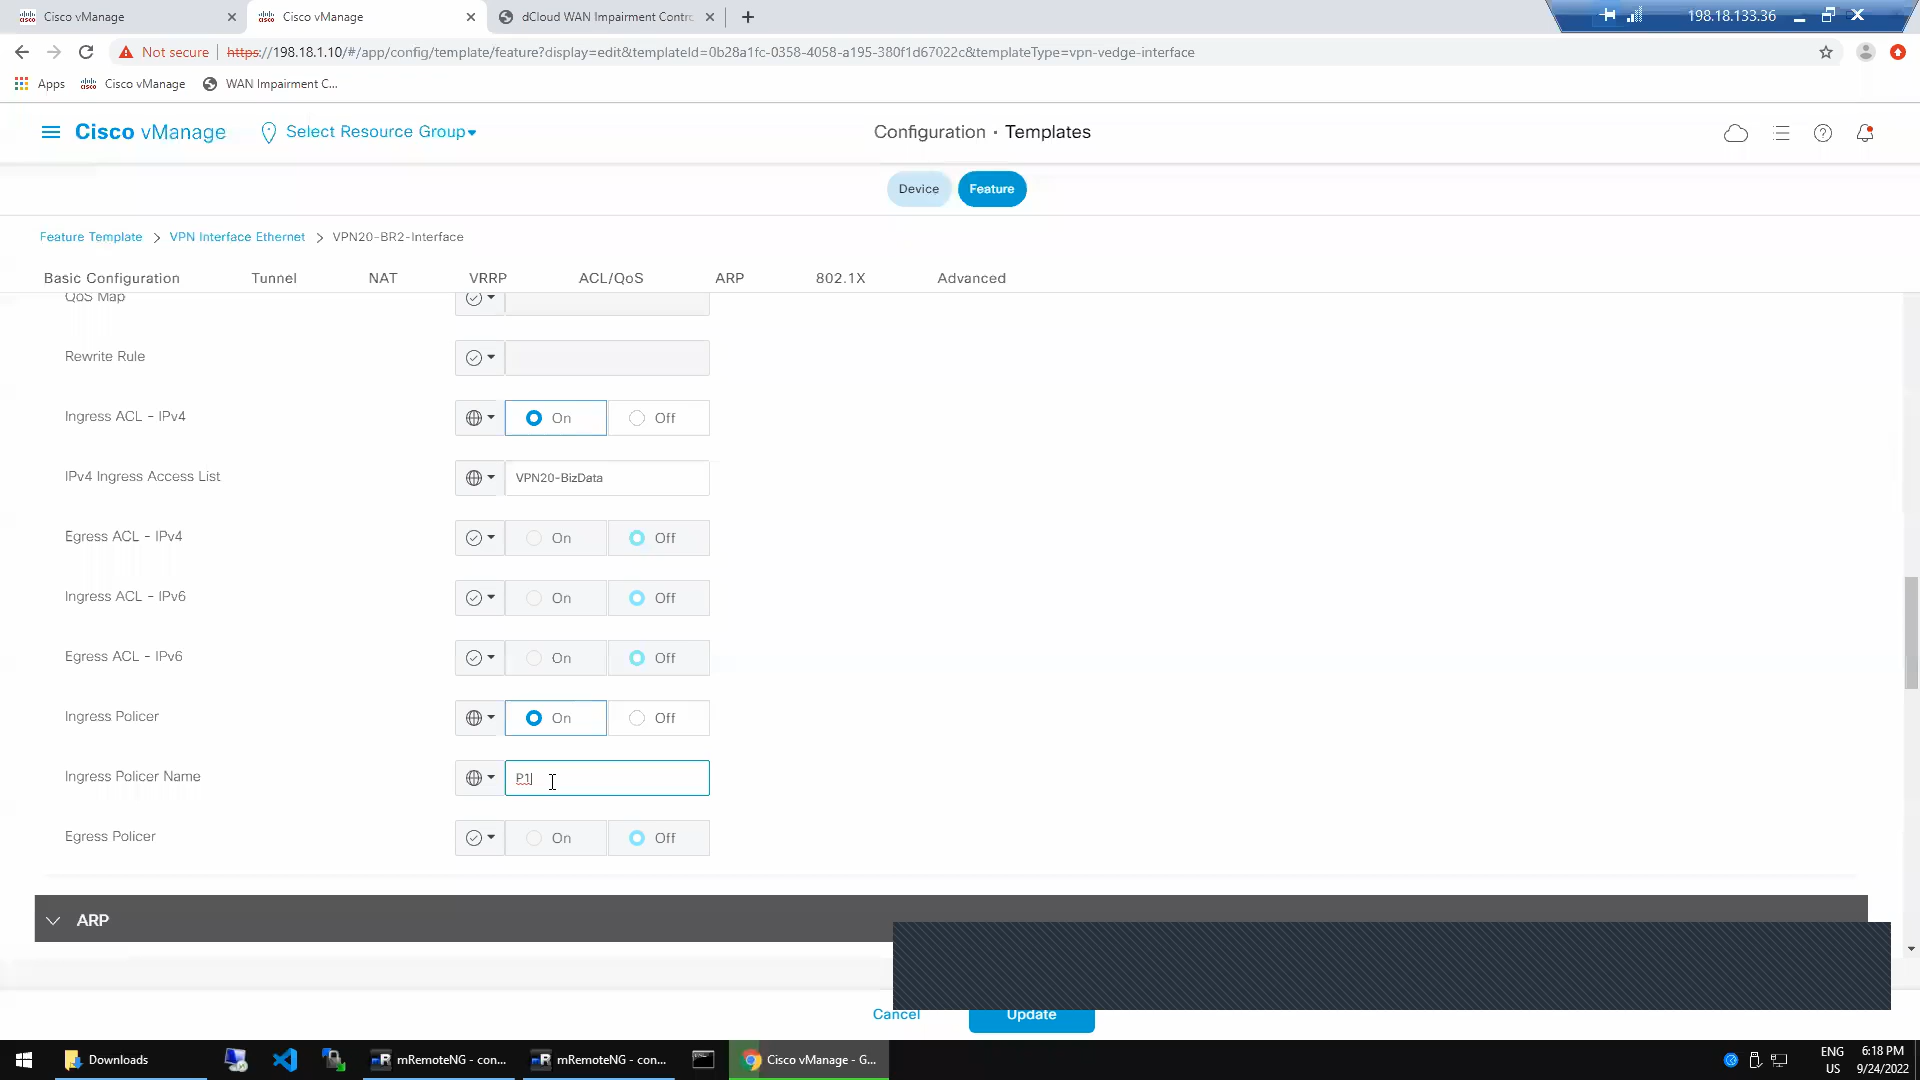 Cisco vManage
Cisco vManage
dCloud WAN Impairment Contro
198.18.133.36
Not secure
https://198.18.1.10/#/app/config/template/feature?display=edit&templateId=0b28a1fc-0358-4058-a195-380f1d67022c&templateType=vpn-vedge-interface
Apps
Cisco vManage
WAN Impairment C...
Cisco vManage
Select Resource Group
Configuration · Templates
Device
Feature
Feature Template > VPN Interface Ethernet > VPN20-BR2-Interface
Basic Configuration
Tunnel
NAT
VRRP
ACL/QoS
ARP
802.1X
Advanced
QoS Map
Rewrite Rule
Ingress ACL - IPv4
On
Off
IPv4 Ingress Access List
VPN20-BizData
Egress ACL - IPv4
On
Off
Ingress ACL - IPv6
On
Off
Egress ACL - IPv6
On
Off
Ingress Policer
On
Off
Ingress Policer Name
P1
Egress Policer
On
Off
ARP
Cancel
Update
Downloads
mRemoteNG - con...
mRemoteNG - con...
Cisco vManage - G...
ENG
US
6:18 PM
9/24/2022